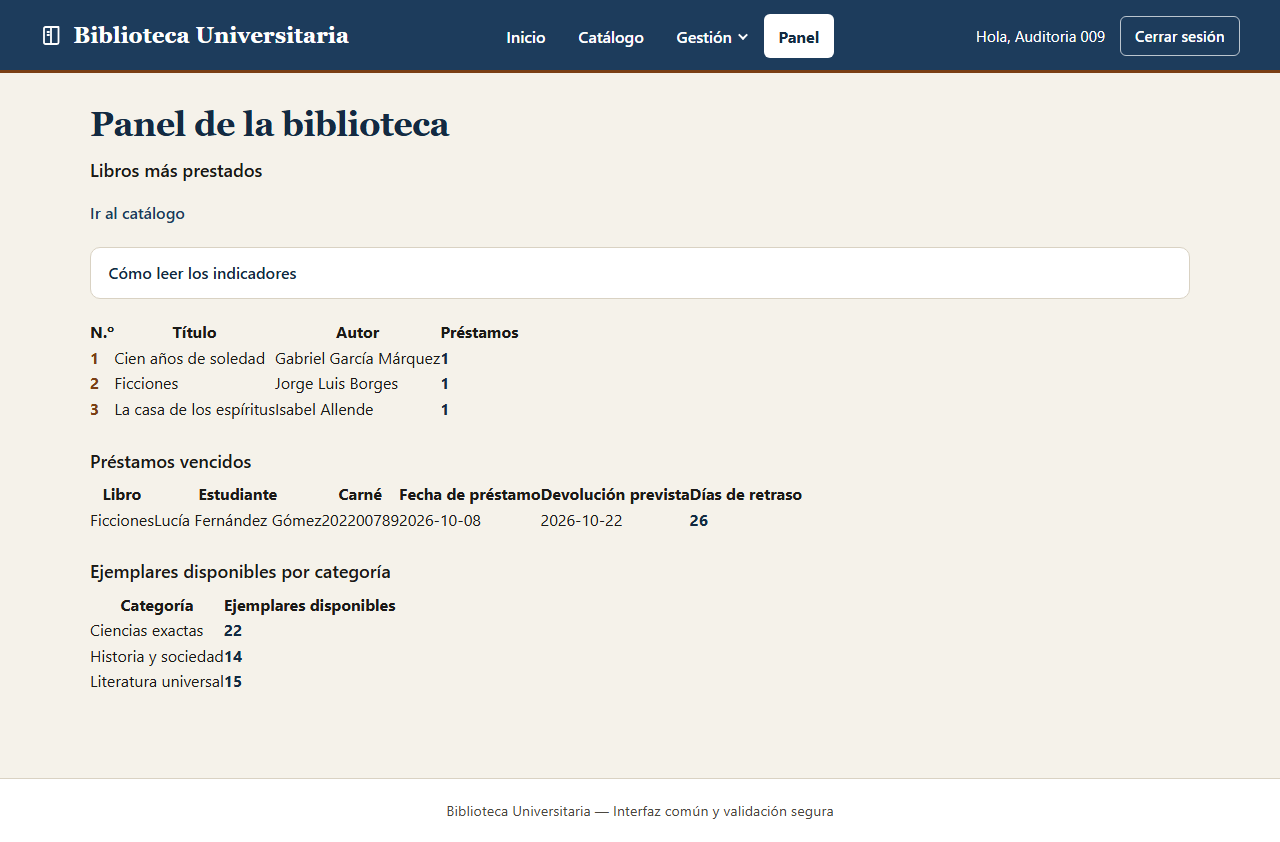 Biblioteca Universitaria
Inicio Catálogo Gestión Panel
Hola, Auditoria 009 Cerrar sesión
Panel de la biblioteca
Libros más prestados
Ir al catálogo
Cómo leer los indicadores
N.º Título Autor Préstamos
1 Cien años de soledad Gabriel García Márquez 1
2 Ficciones Jorge Luis Borges 1
3 La casa de los espíritus Isabel Allende 1
Préstamos vencidos
Libro Estudiante Carné Fecha de préstamo Devolución prevista Días de retraso
Ficciones Lucía Fernández Gómez 202200789 2026-10-08 2026-10-22 26
Ejemplares disponibles por categoría
Categoría Ejemplares disponibles
Ciencias exactas 22
Historia y sociedad 14
Literatura universal 15
Biblioteca Universitaria — Interfaz común y validación segura